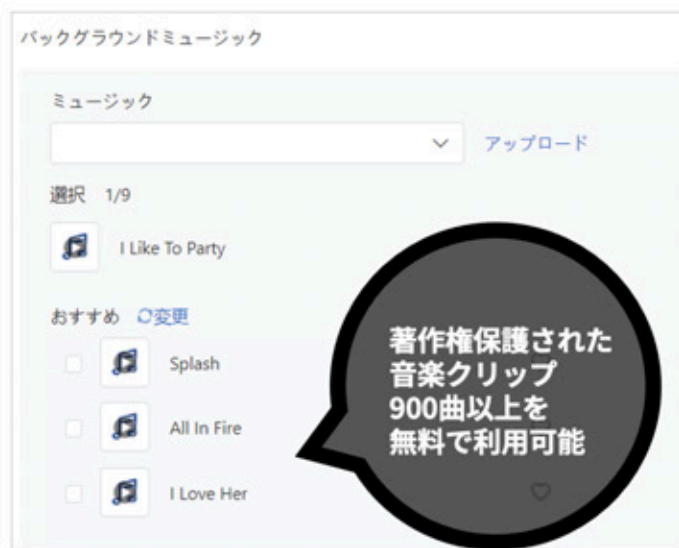 バックグラウンドミュージック
ミュージック
アップロード
選択 1/9
I Like To Party
おすすめ 変更
Splash
All In Fire
I Love Her
著作権保護された
音楽クリップ
900曲以上を
無料で利用可能